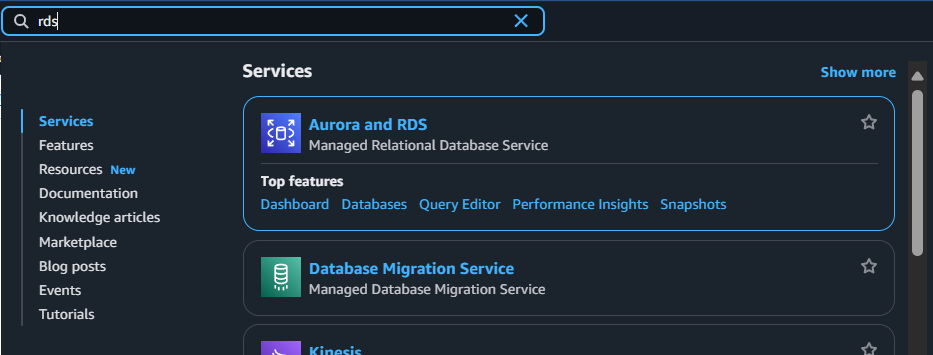 rds
Services
Show more
Services
Features
Resources New
Documentation
Knowledge articles
Marketplace
Blog posts
Events
Tutorials
Aurora and RDS
Managed Relational Database Service
Top features
Dashboard Databases Query Editor Performance Insights Snapshots
Database Migration Service
Managed Database Migration Service
Kinesis